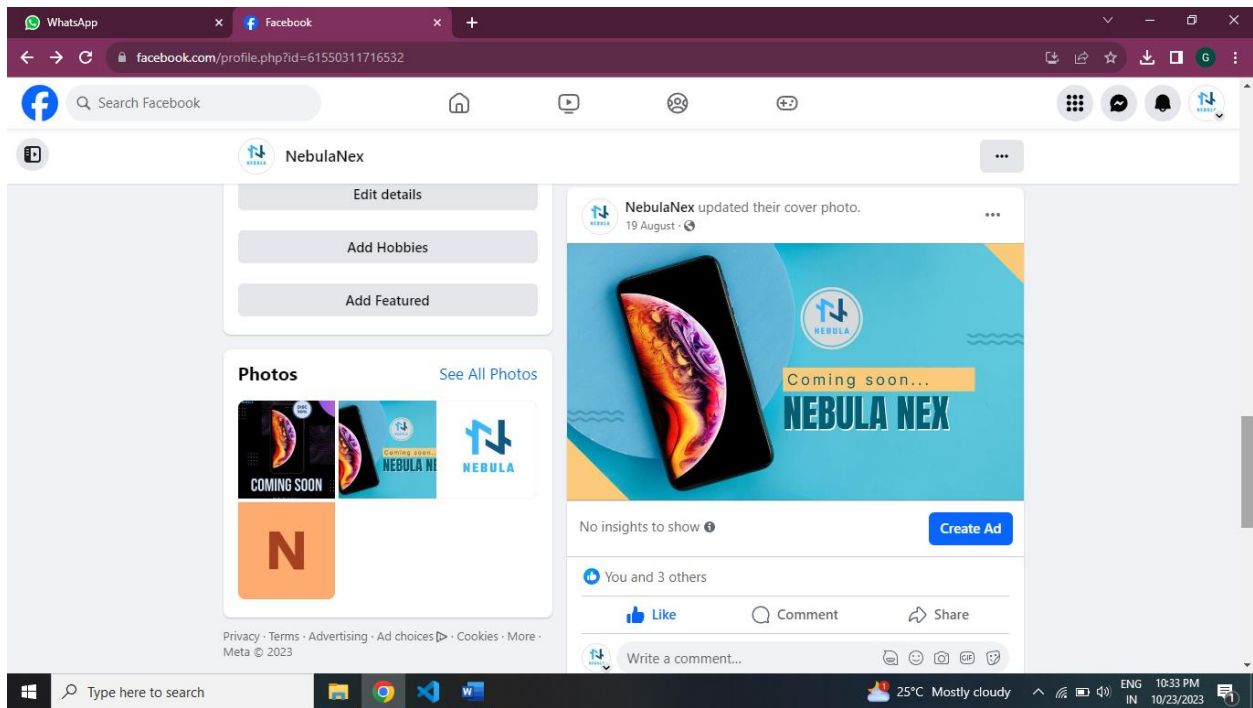 WhatsApp
Facebook
facebook.com/profile.php?id=61550311716532
G
Search Facebook
NebulaNex
Edit details
Add Hobbies
Add Featured
Photos
See All Photos
COMING SOON
NEBULA
Coming soon...
NEBULA NE
NEBULA
N
Privacy · Terms · Advertising · Ad choices · Cookies · More ·
Meta © 2023
NebulaNex updated their cover photo.
19 August ·
NEBULA
Coming soon...
NEBULA NEX
No insights to show
Create Ad
You and 3 others
Like
Comment
Share
Write a comment...
GIF
Type here to search
25°C Mostly cloudy
ENG
IN
10:33 PM
10/23/2023
1